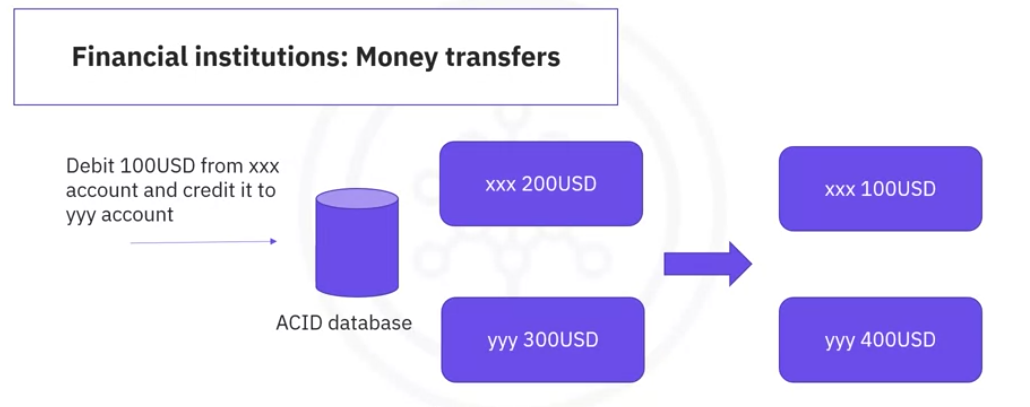 Financial institutions: Money transfers
Debit 100USD from xxx
account and credit it to
yyy account
ACID database
xxx 200USD
yyy 300USD
xxx 100USD
yyy 400USD